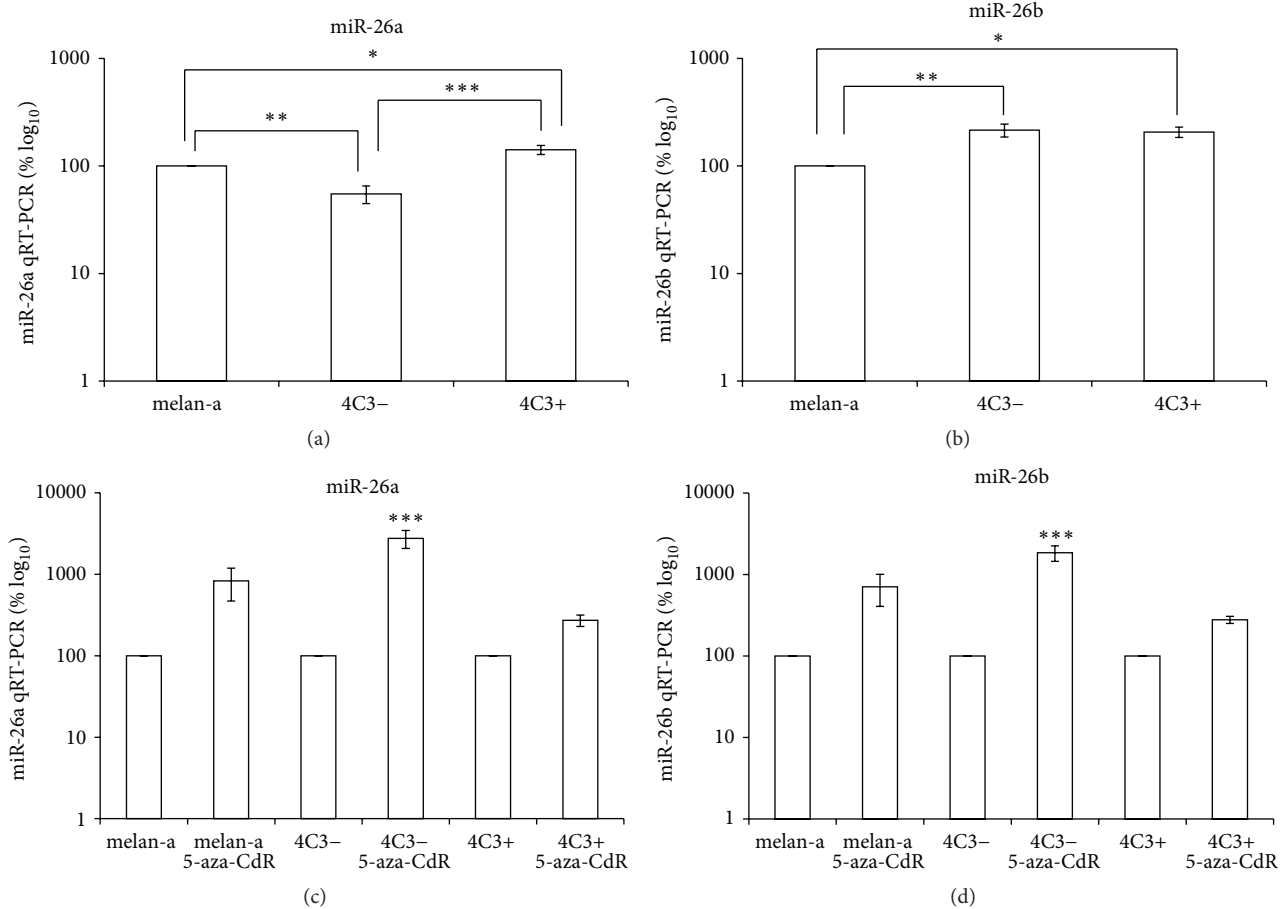 miR-26a
miR-26a qRT-PCR (% log10)
1000
100
10
1
*
**
***
melan-a 4C3− 4C3+
(a)
miR-26b
miR-26b qRT-PCR (% log10)
1000
100
10
1
*
**
melan-a 4C3− 4C3+
(b)
miR-26a
miR-26a qRT-PCR (% log10)
10000
1000
100
10
1
***
melan-a melan-a 4C3− 4C3− 4C3+ 4C3+
5-aza-CdR 5-aza-CdR 5-aza-CdR
(c)
miR-26b
miR-26b qRT-PCR (% log10)
10000
1000
100
10
1
***
melan-a melan-a 4C3− 4C3− 4C3+ 4C3+
5-aza-CdR 5-aza-CdR 5-aza-CdR
(d)